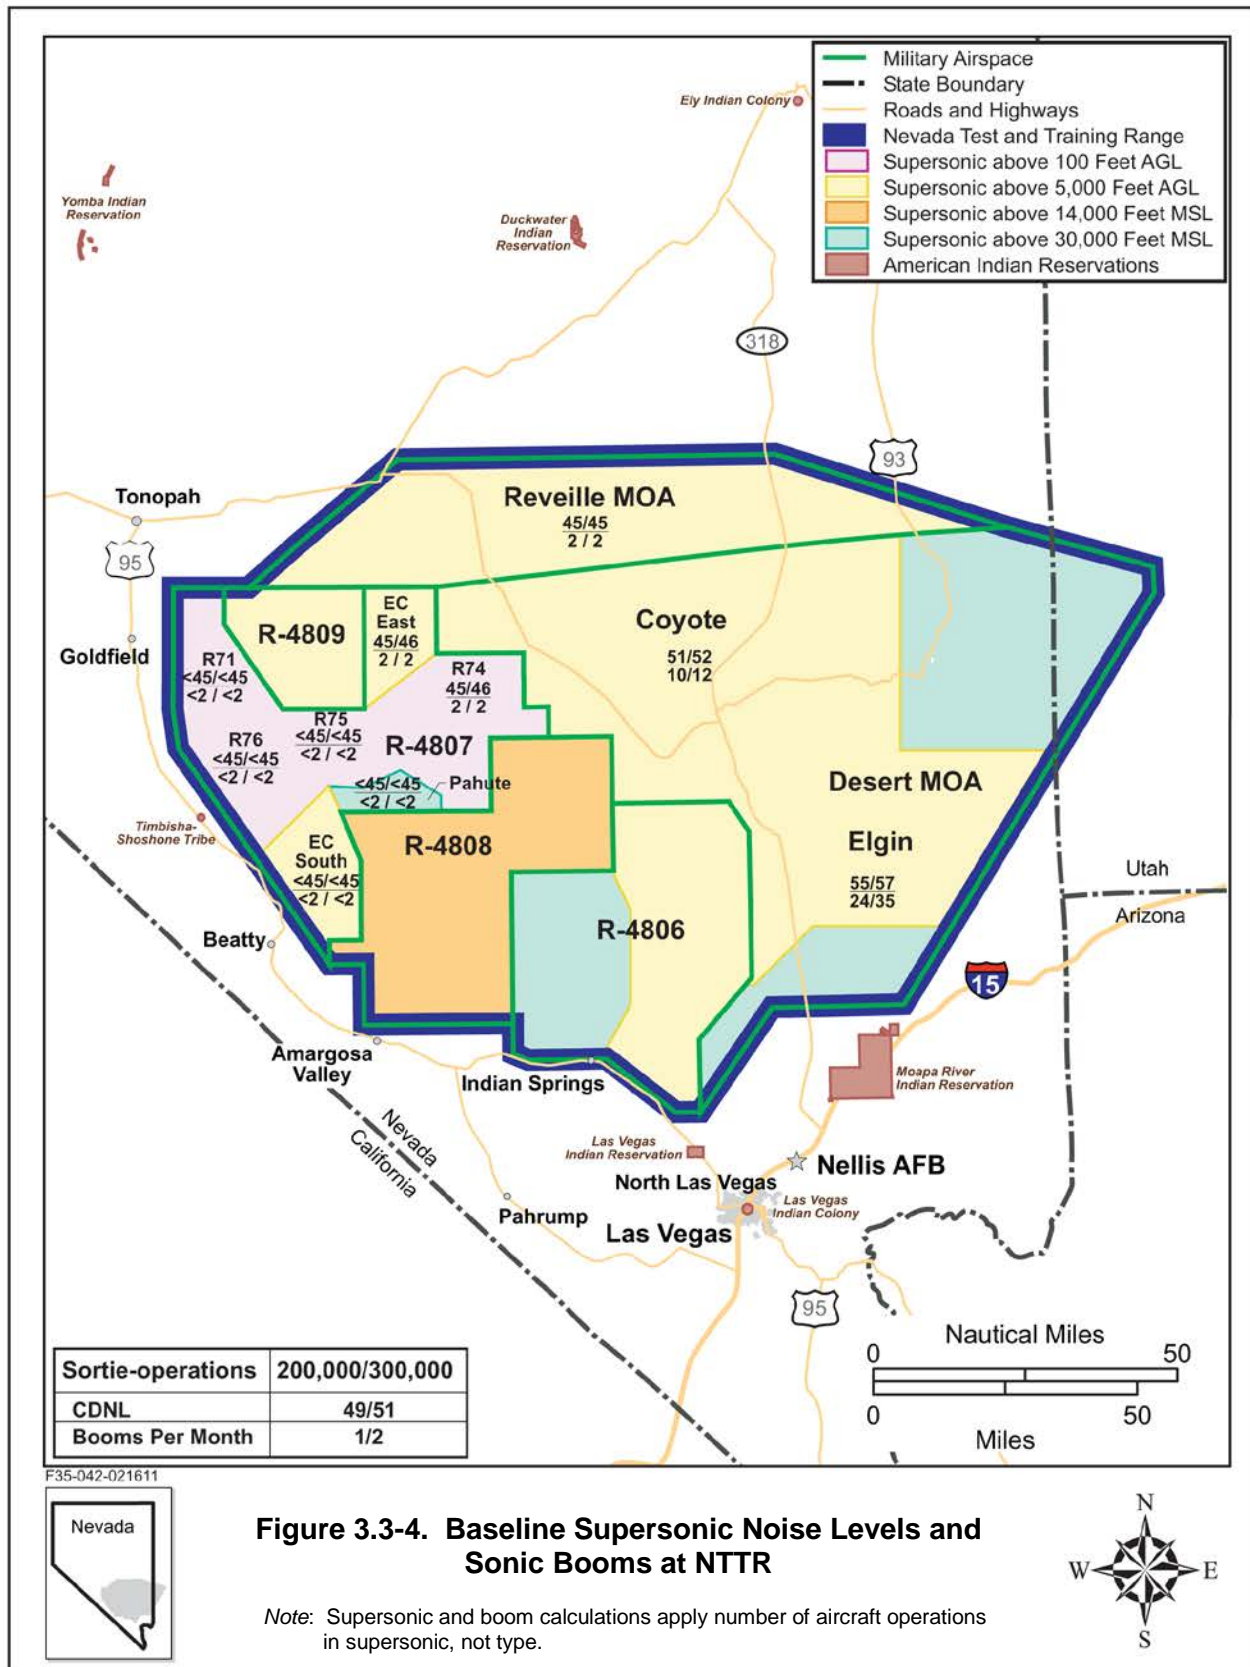 Military Airspace
State Boundary
Roads and Highways
Nevada Test and Training Range
Supersonic above 100 Feet AGL
Supersonic above 5,000 Feet AGL
Supersonic above 14,000 Feet MSL
Supersonic above 30,000 Feet MSL
American Indian Reservations
Ely Indian Colony
Yomba Indian
Reservation
Duckwater
Indian
Reservation
318
93
Tonopah
95
Reveille MOA
45/45
2 / 2
Goldfield
R-4809
EC
East
45/46
2 / 2
Coyote
51/52
10/12
R71
<45/<45
<2 / <2
R74
45/46
2 / 2
R75
<45/<45
<2 / <2
R76
<45/<45
<2 / <2
R-4807
<45/<45
<2 / <2
Pahute
Desert MOA
Timbisha-
Shoshone Tribe
EC
South
<45/<45
<2 / <2
R-4808
Elgin
55/57
24/35
Utah
Arizona
Beatty
R-4806
15
Amargosa
Valley
Indian Springs
Moapa River
Indian Reservation
Nevada
California
Las Vegas
Indian Reservation
Nellis AFB
North Las Vegas
Las Vegas
Indian Colony
Pahrump
Las Vegas
95
Nautical Miles
0 50
0 50
Miles
Sortie-operations 200,000/300,000
CDNL 49/51
Booms Per Month 1/2
F35-042-021611
Nevada
Figure 3.3-4. Baseline Supersonic Noise Levels and
Sonic Booms at NTTR
Note: Supersonic and boom calculations apply number of aircraft operations
in supersonic, not type.
N
W E
S